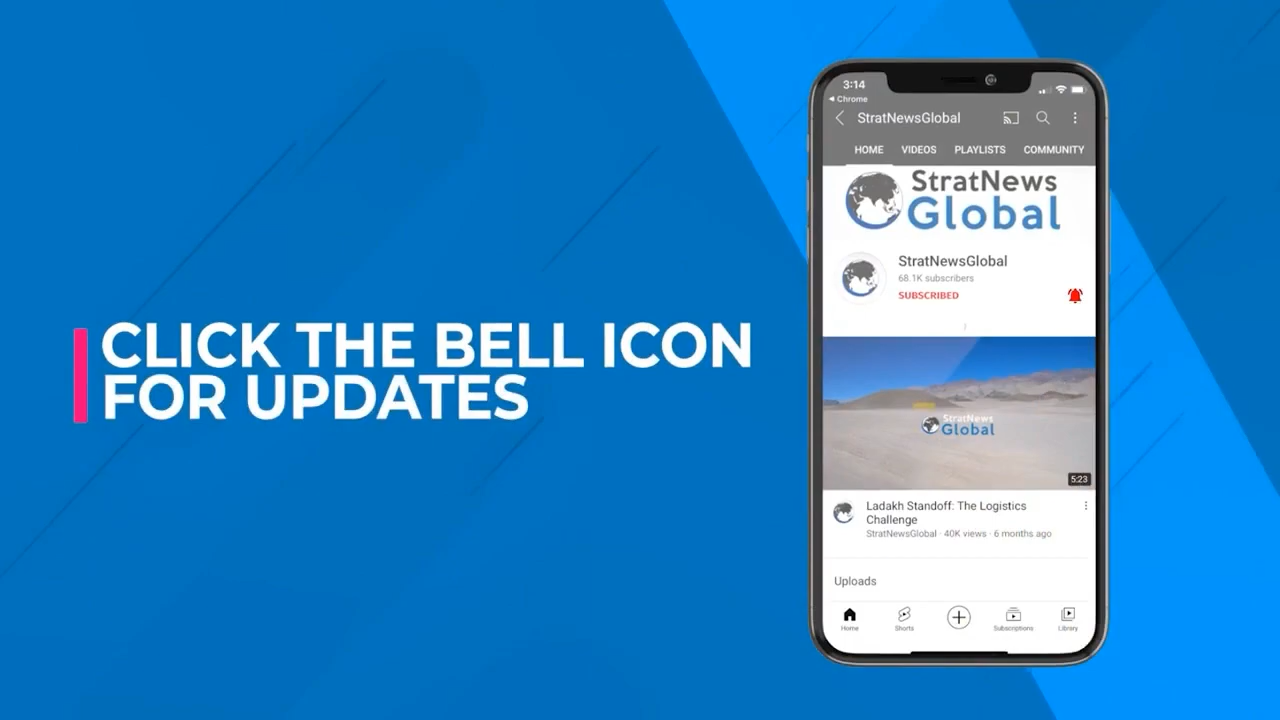 CLICK THE BELL ICON
FOR UPDATES
3:14
Chrome
StratNewsGlobal
HOME VIDEOS PLAYLISTS COMMUNITY
StratNews
Global
StratNewsGlobal
68.1K subscribers
SUBSCRIBED
StratNews
Global
5:23
Ladakh Standoff: The Logistics
Challenge
StratNewsGlobal · 40K views · 6 months ago
Uploads
Home Shorts Subscriptions Library